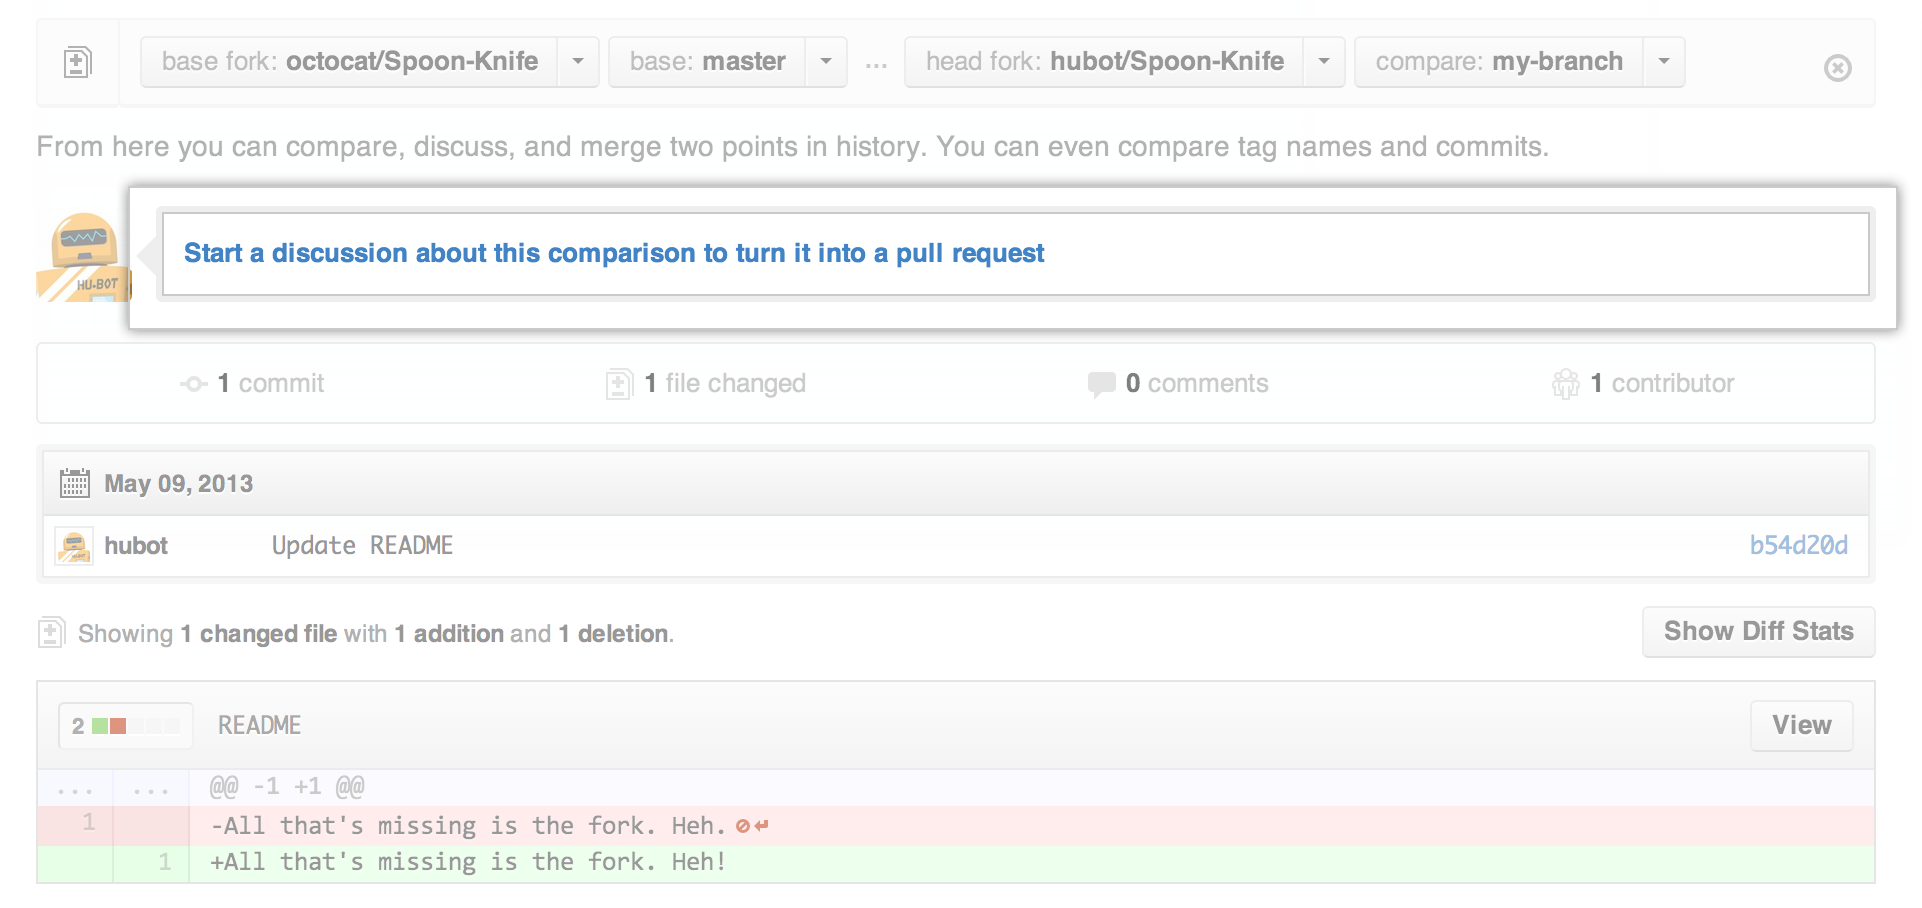 base fork: octocat/Spoon-Knife base: master ... head fork: hubot/Spoon-Knife compare: my-branch
From here you can compare, discuss, and merge two points in history. You can even compare tag names and commits.
HU-BOT
Start a discussion about this comparison to turn it into a pull request
1 commit 1 file changed 0 comments 1 contributor
May 09, 2013
hubot Update README b54d20d
Showing 1 changed file with 1 addition and 1 deletion.
Show Diff Stats
2 README View
... ... @@ -1 +1 @@
1 -All that's missing is the fork. Heh.
1 +All that's missing is the fork. Heh!